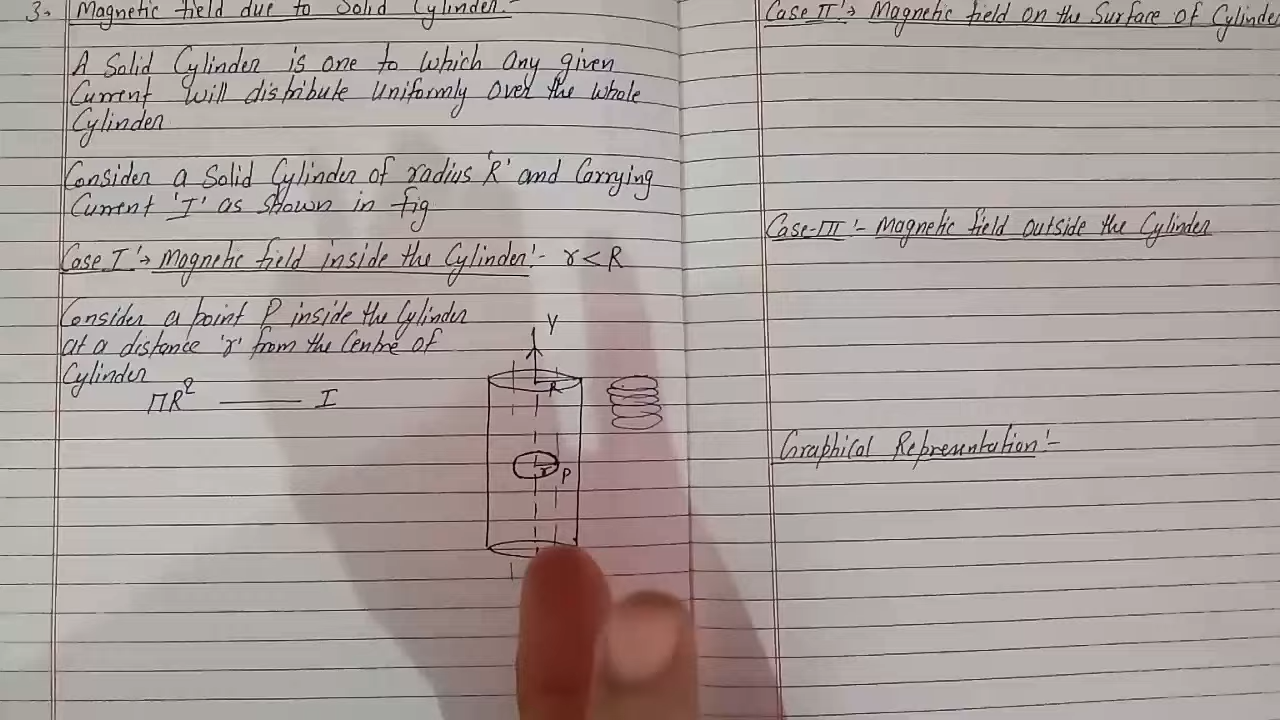 3. Magnetic field due to Solid Cylinder:-
A Solid Cylinder is one to which any given
Current will distribute uniformly over the whole
Cylinder
Consider a Solid Cylinder of radius 'R' and Carrying
Current 'I' as shown in fig
Case I :→ Magnetic field inside the Cylinder:- r<R
Consider a point P inside the Cylinder
at a distance 'r' from the Centre of
Cylinder
πR² —— I
Y
R
r P
Case II :→ Magnetic field on the Surface of Cylinde
Case-III :- Magnetic field outside the Cylinder
Graphical Representation:-